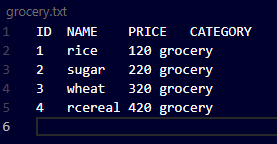 grocery.txt
1 ID NAME PRICE CATEGORY
2 1 rice 120 grocery
3 2 sugar 220 grocery
4 3 wheat 320 grocery
5 4 rcereal 420 grocery
6